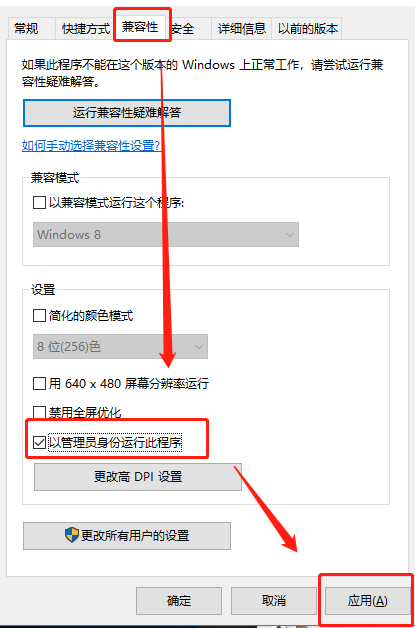 常规 快捷方式 兼容性 安全 详细信息 以前的版本
如果此程序不能在这个版本的 Windows 上正常工作，请尝试运行兼
容性疑难解答。
运行兼容性疑难解答
如何手动选择兼容性设置?
兼容模式
以兼容模式运行这个程序:
Windows 8
设置
简化的颜色模式
8 位(256)色
用 640 x 480 屏幕分辨率运行
禁用全屏优化
以管理员身份运行此程序
更改高 DPI 设置
更改所有用户的设置
确定 取消 应用(A)